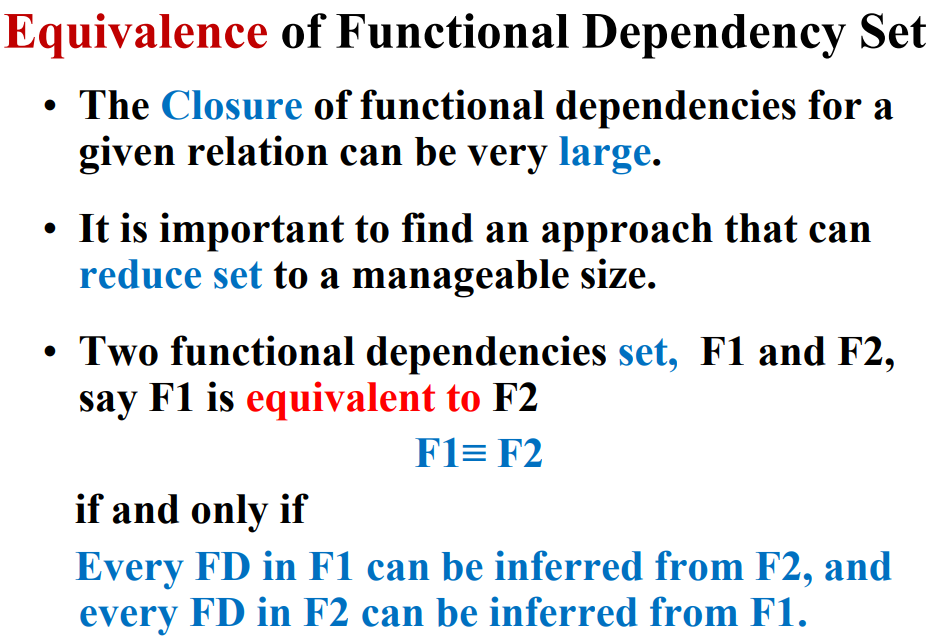 Equivalence of Functional Dependency Set
• The Closure of functional dependencies for a
given relation can be very large.
• It is important to find an approach that can
reduce set to a manageable size.
• Two functional dependencies set, F1 and F2,
say F1 is equivalent to F2
F1≡ F2
if and only if
Every FD in F1 can be inferred from F2, and
every FD in F2 can be inferred from F1.